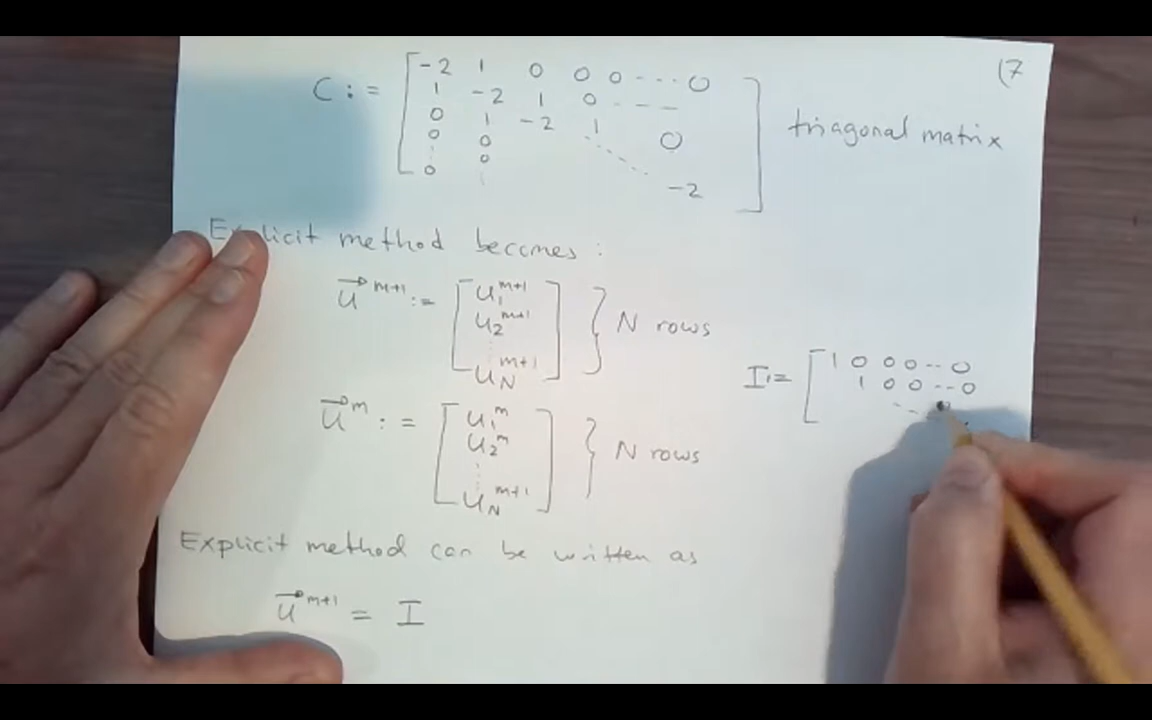 (7
C := [ -2 1 0 0 0 --- 0
1 -2 1 0 ---
0 1 -2 1 0
0 0
⋮ 0
0 ⋮ -2 ] triagonal matrix
Explicit method becomes:
u⃗^{m+1} := [ u_1^{m+1}
u_2^{m+1}
⋮
u_N^{m+1} ] } N rows
I := [ 1 0 0 0 -- 0
1 0 0 -- 0
u⃗^m := [ u_1^m
u_2^m
⋮
u_N^{m+1} ] } N rows
Explicit method can be written as
u⃗^{m+1} = I